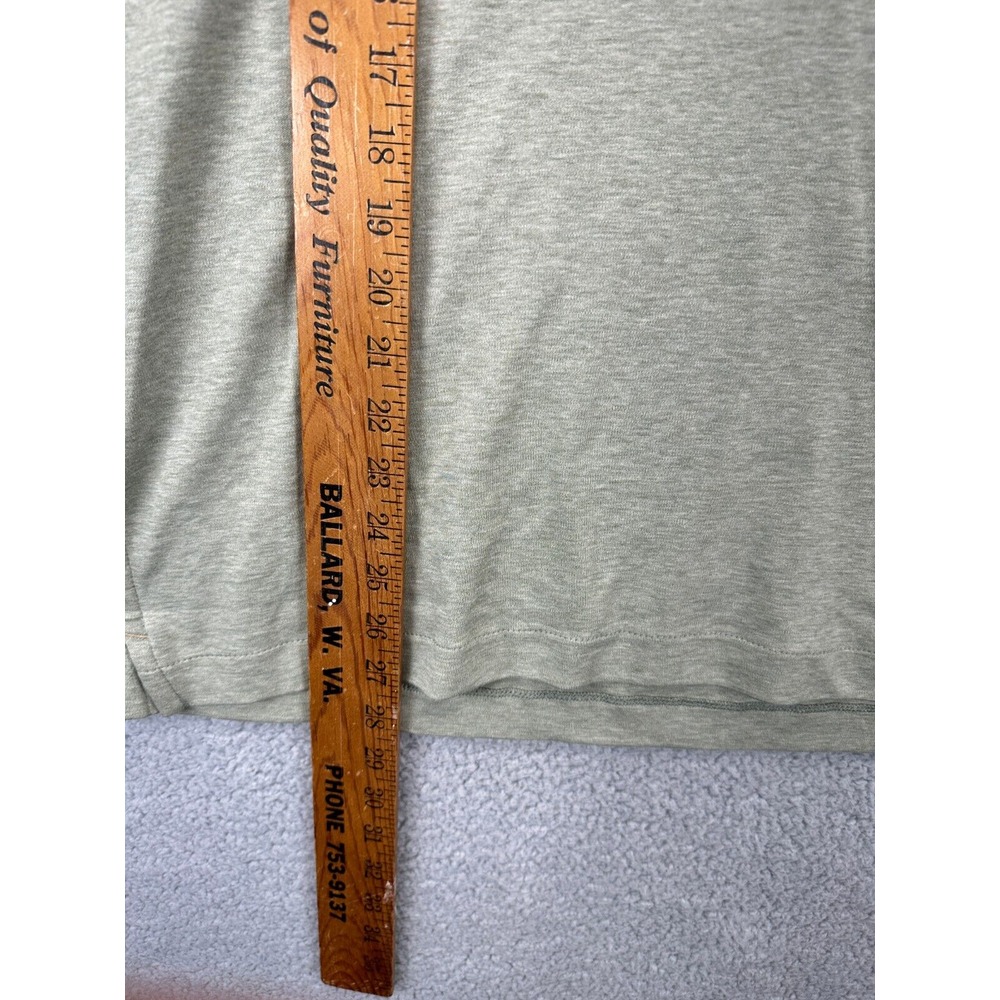 of Quality Furniture
BALLARD, W. VA.
PHONE 753-9137
17 18 19 20 21 22 23 24 25 26 27 28 29 30 31 32 33 34